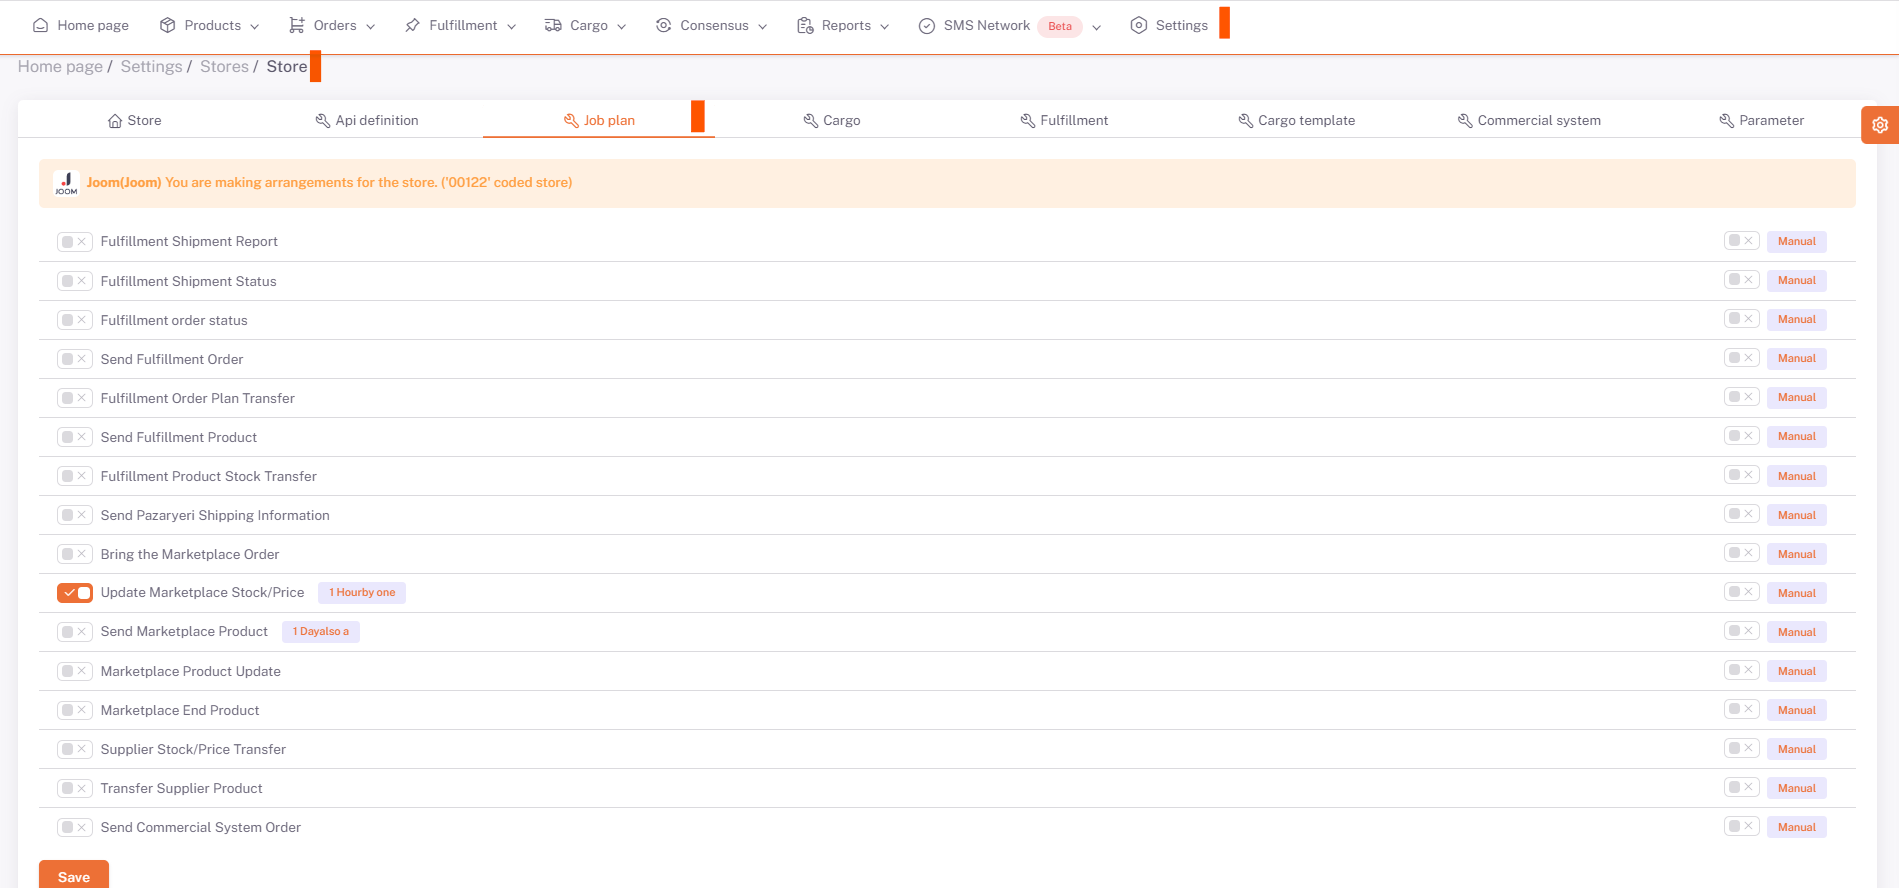 Home page Products Orders Fulfillment Cargo Consensus Reports SMS Network Beta Settings
Home page / Settings / Stores / Store
Store Api definition Job plan Cargo Fulfillment Cargo template Commercial system Parameter
JOOM Joom(Joom) You are making arrangements for the store. ('00122' coded store)
Fulfillment Shipment Report Manual
Fulfillment Shipment Status Manual
Fulfillment order status Manual
Send Fulfillment Order Manual
Fulfillment Order Plan Transfer Manual
Send Fulfillment Product Manual
Fulfillment Product Stock Transfer Manual
Send Pazaryeri Shipping Information Manual
Bring the Marketplace Order Manual
Update Marketplace Stock/Price 1 Hourby one Manual
Send Marketplace Product 1 Dayalso a Manual
Marketplace Product Update Manual
Marketplace End Product Manual
Supplier Stock/Price Transfer Manual
Transfer Supplier Product Manual
Send Commercial System Order Manual
Save